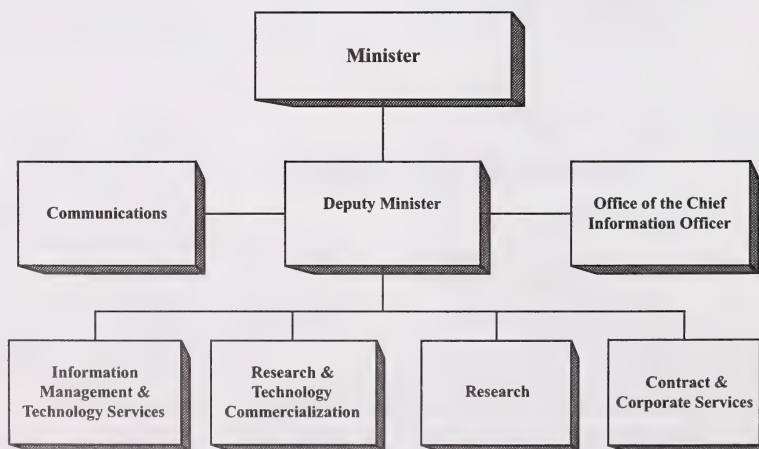 Minister
Communications
Deputy Minister
Office of the Chief
Information Officer
Information
Management &
Technology Services
Research &
Technology
Commercialization
Research
Contract &
Corporate Services